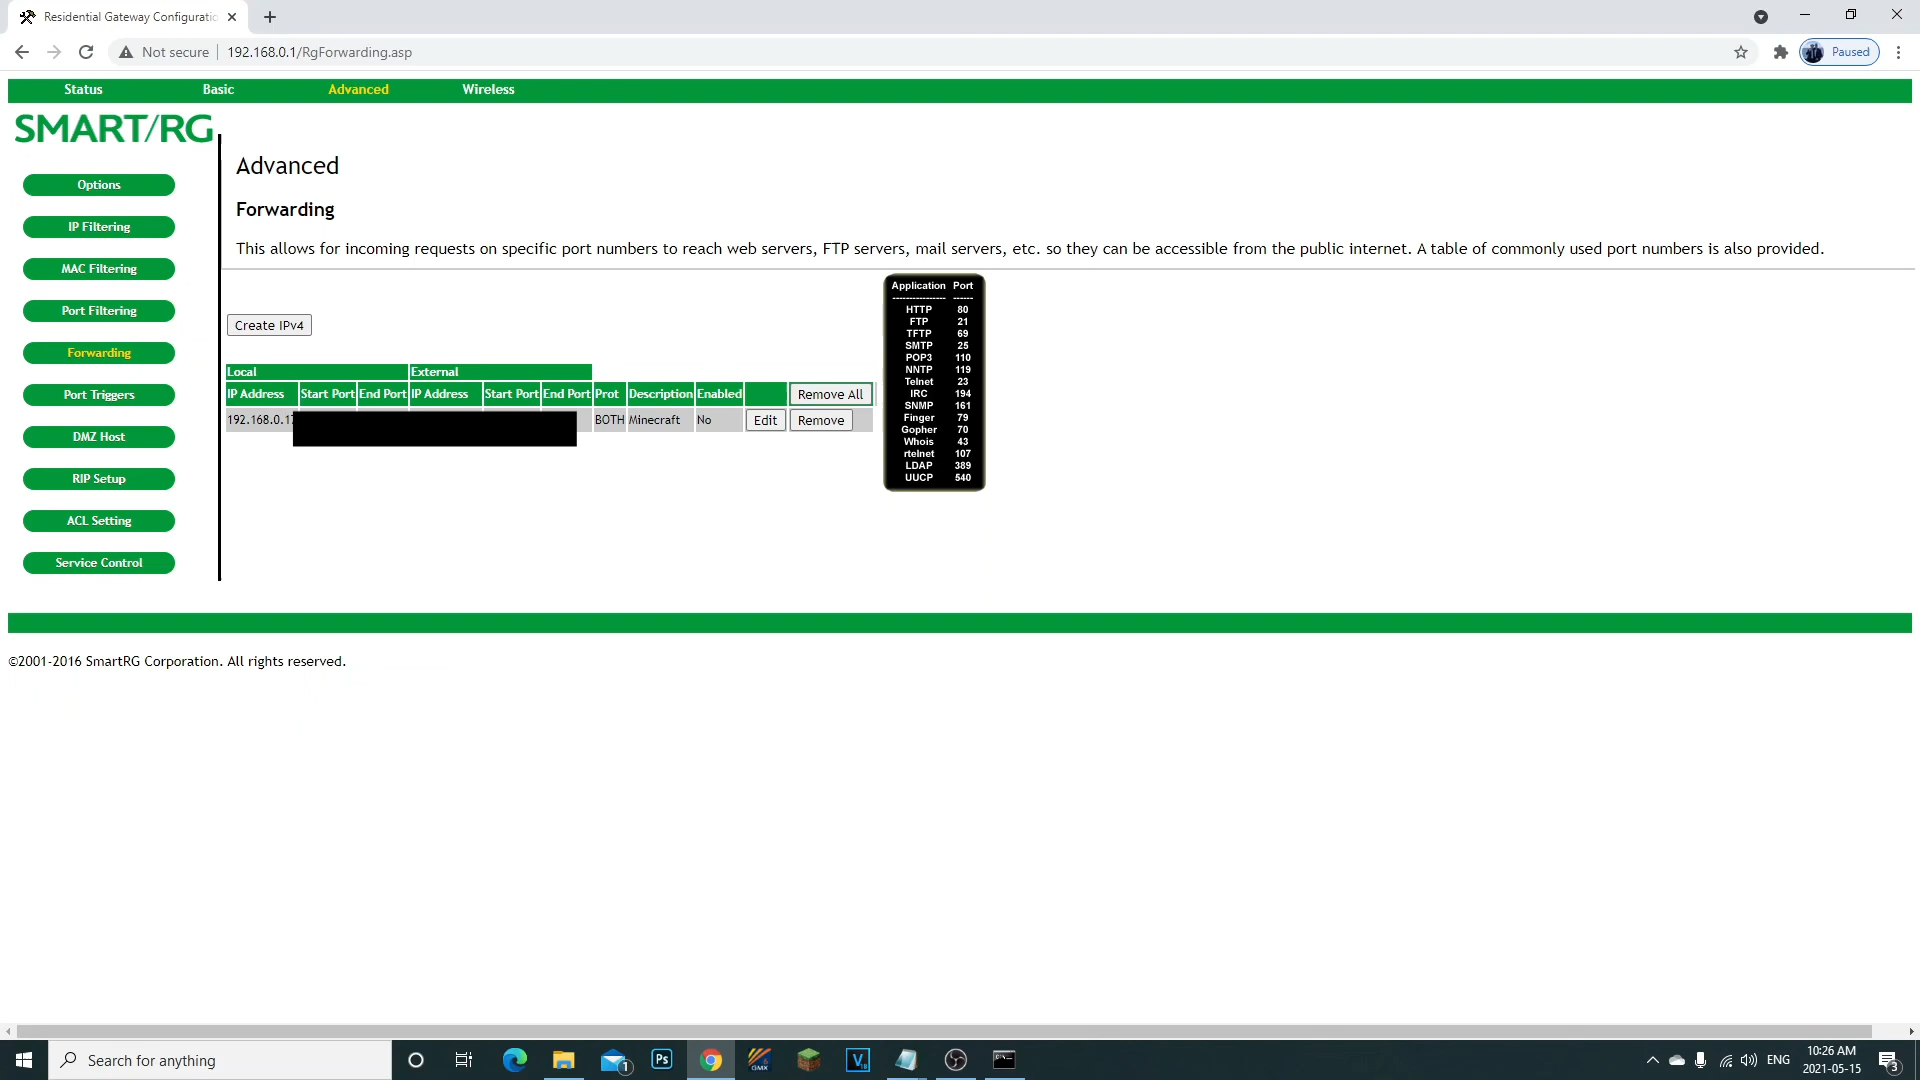 Residential Gateway Configuratio
Not secure
192.168.0.1/RgForwarding.asp
Paused
Status Basic Advanced Wireless
SMART/RG
Options
IP Filtering
MAC Filtering
Port Filtering
Forwarding
Port Triggers
DMZ Host
RIP Setup
ACL Setting
Service Control
Advanced
Forwarding
This allows for incoming requests on specific port numbers to reach web servers, FTP servers, mail servers, etc. so they can be accessible from the public internet. A table of commonly used port numbers is also provided.
Create IPv4
Local External
IP Address Start Port End Port IP Address Start Port End Port Prot Description Enabled Remove All
192.168.0.17 BOTH Minecraft No Edit Remove
Application Port
---------------- ------
HTTP 80
FTP 21
TFTP 69
SMTP 25
POP3 110
NNTP 119
Telnet 23
IRC 194
SNMP 161
Finger 79
Gopher 70
Whois 43
rtelnet 107
LDAP 389
UUCP 540
©2001-2016 SmartRG Corporation. All rights reserved.
Search for anything
1
Ps
GMX
V
ENG
10:26 AM
2021-05-15
3